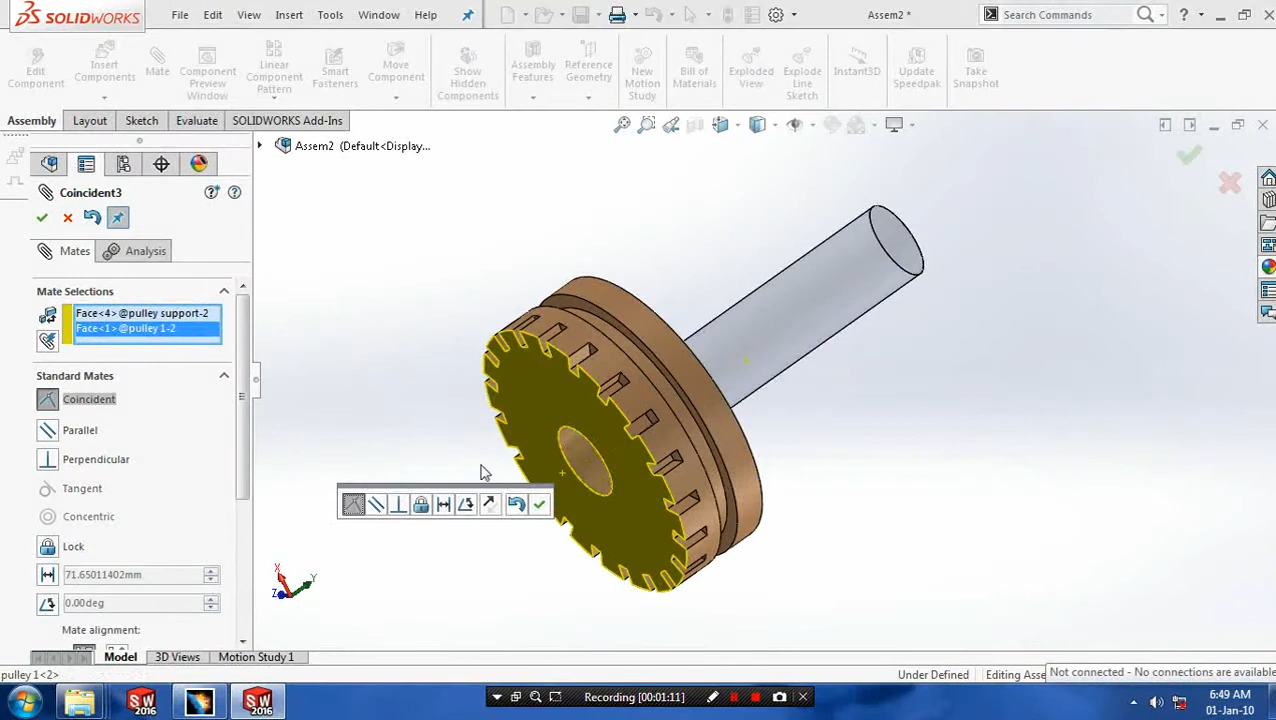 SOLIDWORKS File Edit View Insert Tools Window Help Assem2 * Search Commands ?
Edit Component
Insert Components
Mate
Component Preview Window
Linear Component Pattern
Smart Fasteners
Move Component
Show Hidden Components
Assembly Features
Reference Geometry
New Motion Study
Bill of Materials
Exploded View
Explode Line Sketch
Instant3D
Update Speedpak
Take Snapshot
Assembly Layout Sketch Evaluate SOLIDWORKS Add-Ins
Assem2 (Default<Display...
Coincident3
Mates Analysis
Mate Selections
Face<4>@pulley support-2
Face<1>@pulley 1-2
Standard Mates
Coincident
Parallel
Perpendicular
Tangent
Concentric
Lock
71.65011402mm
0.00deg
Mate alignment:
X
Y
Z
Model 3D Views Motion Study 1
pulley 1<2> Under Defined Editing Asse
Not connected - No connections are available
SW 2016
SW 2016
Recording [00:01:11]
6:49 AM
01-Jan-10